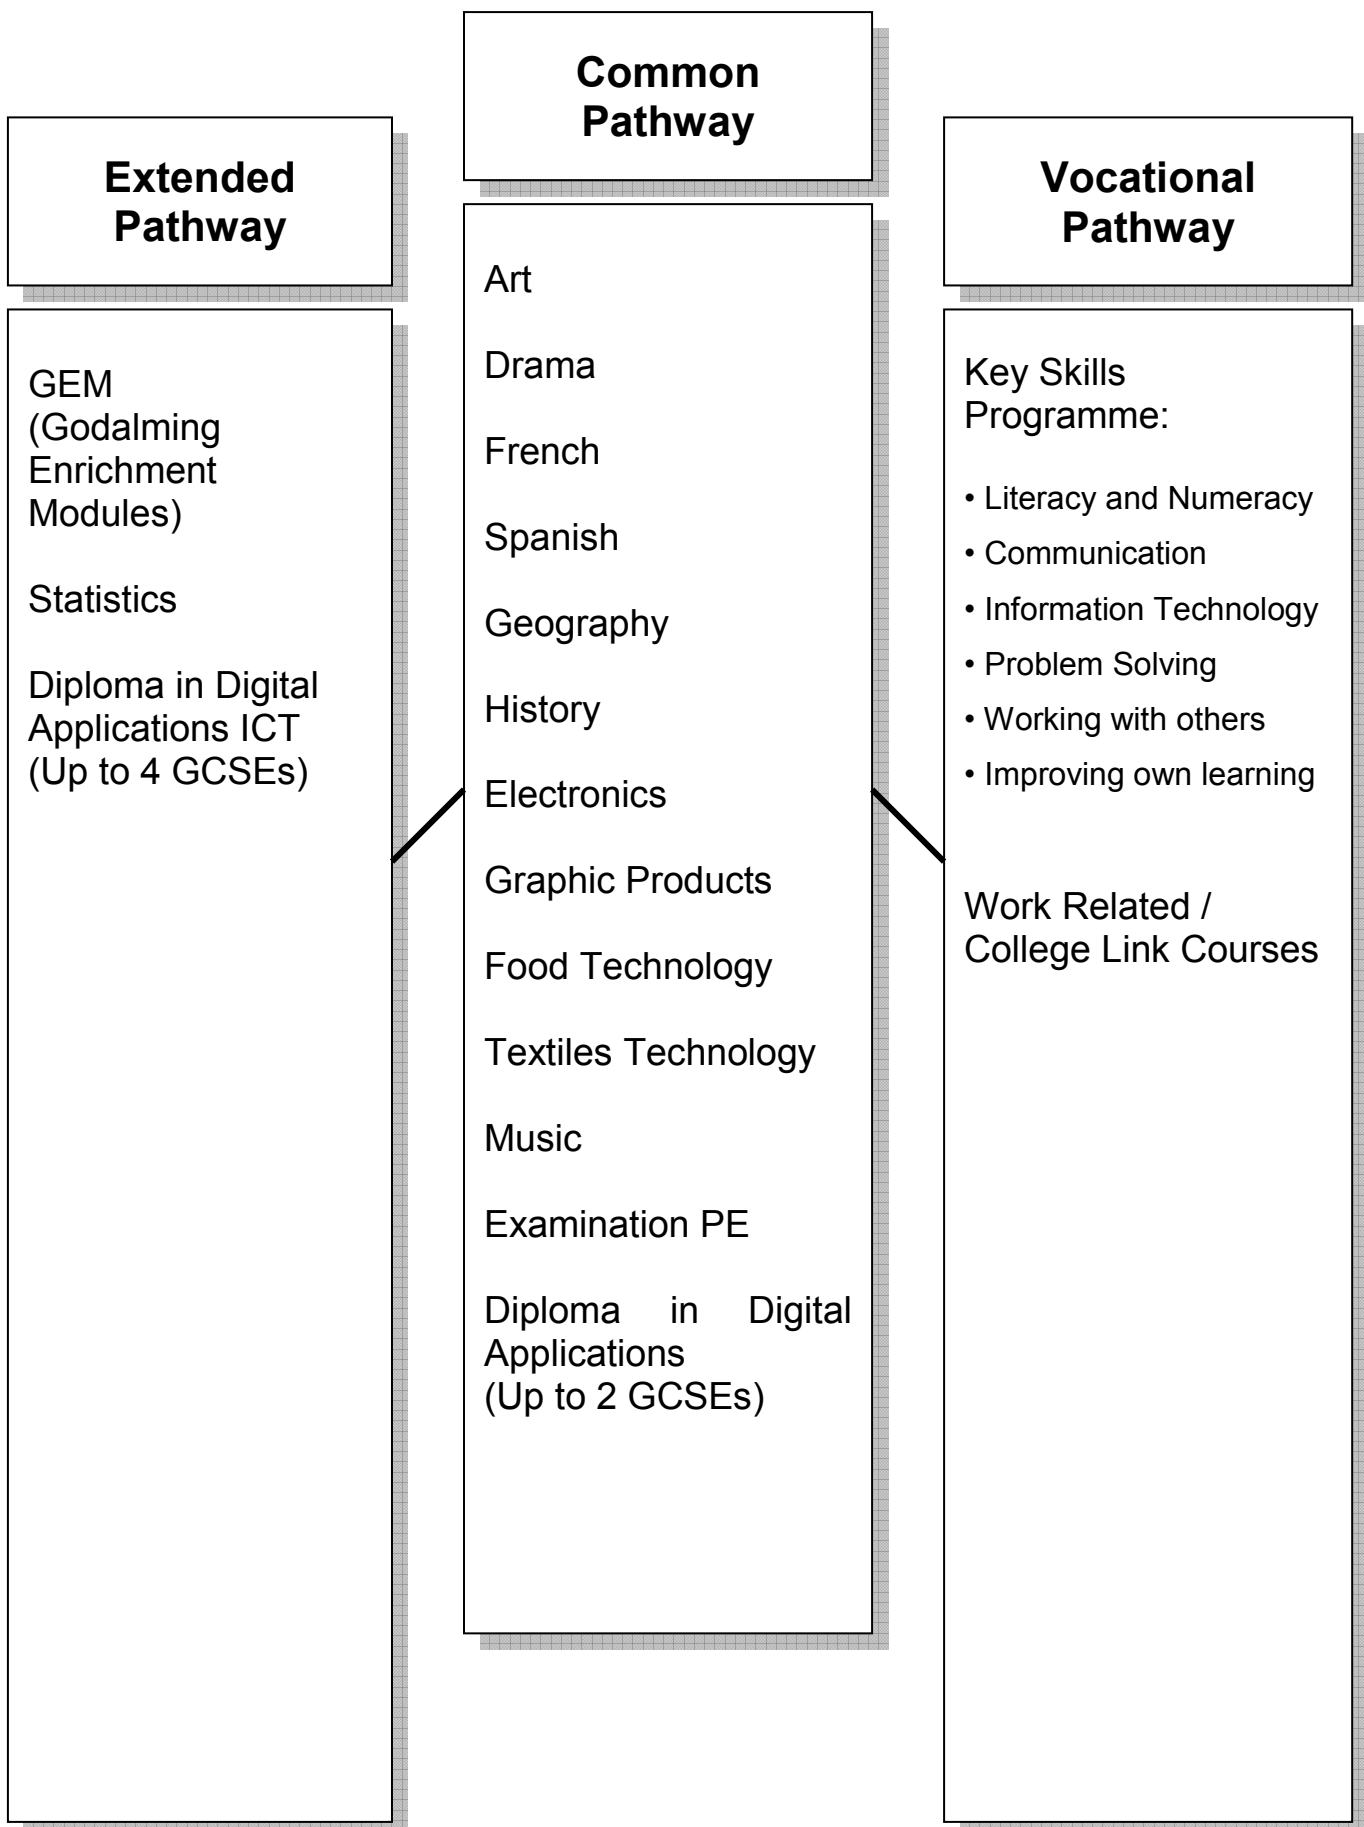 Common
Pathway
Extended
Pathway
Vocational
Pathway
GEM
(Godalming
Enrichment
Modules)
Statistics
Diploma in Digital
Applications ICT
(Up to 4 GCSEs)
Art
Drama
French
Spanish
Geography
History
Electronics
Graphic Products
Food Technology
Textiles Technology
Music
Examination PE
Diploma in Digital
Applications
(Up to 2 GCSEs)
Key Skills
Programme:
• Literacy and Numeracy
• Communication
• Information Technology
• Problem Solving
• Working with others
• Improving own learning
Work Related /
College Link Courses